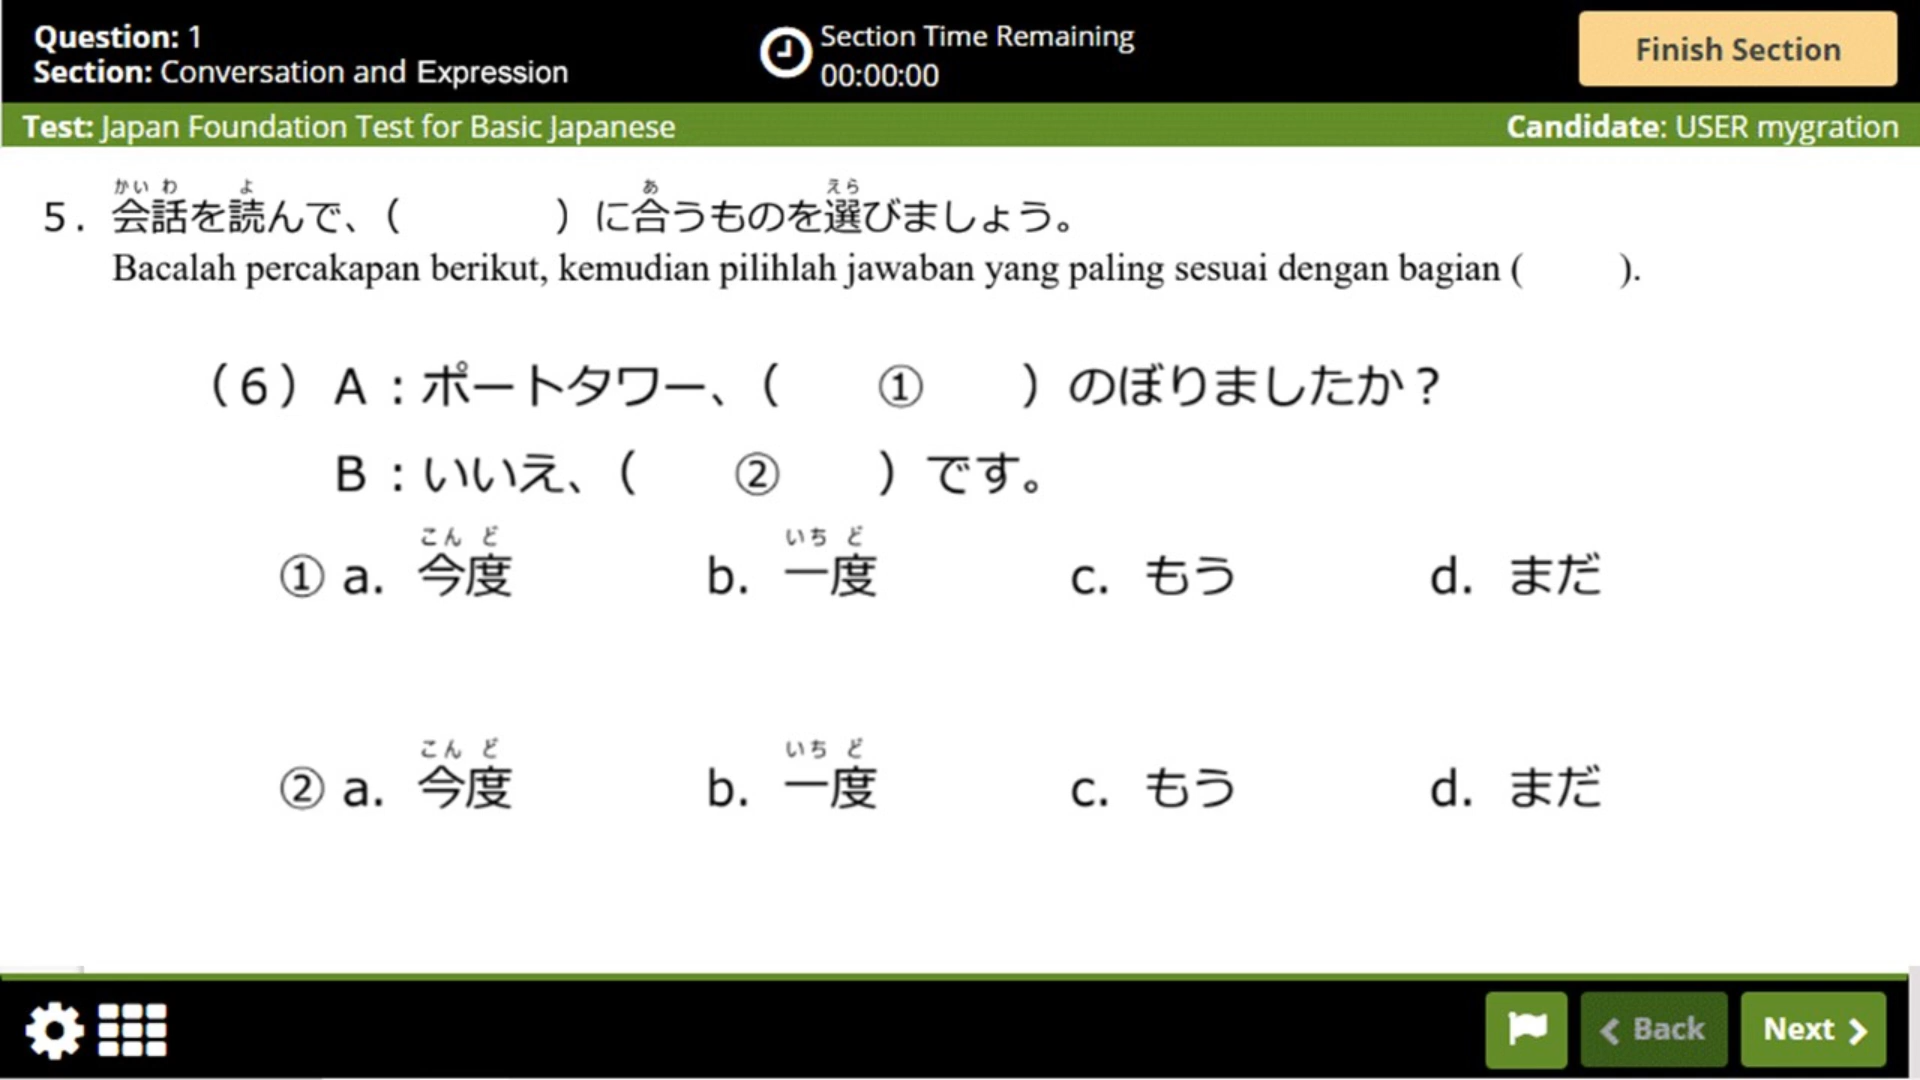 Question: 1
Section: Conversation and Expression
Section Time Remaining
00:00:00
Finish Section
Test: Japan Foundation Test for Basic Japanese
Candidate: USER mygration
かい わ よ あ えら
5. 会話を読んで、( )に合うものを選びましょう。
Bacalah percakapan berikut, kemudian pilihlah jawaban yang paling sesuai dengan bagian ( ).
(6) A:ポートタワー、( ① )のぼりましたか?
B:いいえ、( ② )です。
こん ど いち ど
① a. 今度 b. 一度 c. もう d. まだ
こん ど いち ど
② a. 今度 b. 一度 c. もう d. まだ
Back
Next